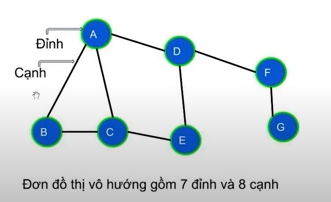 A
Đỉnh
D
Cạnh
F
B
C
E
G
Đơn đồ thị vô hướng gồm 7 đỉnh và 8 cạnh